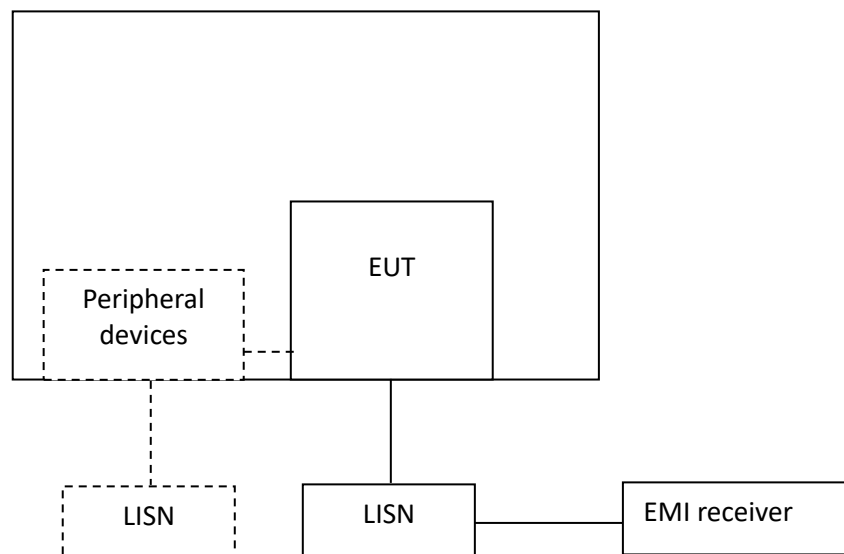 EUT
Peripheral
devices
LISN
LISN
EMI receiver